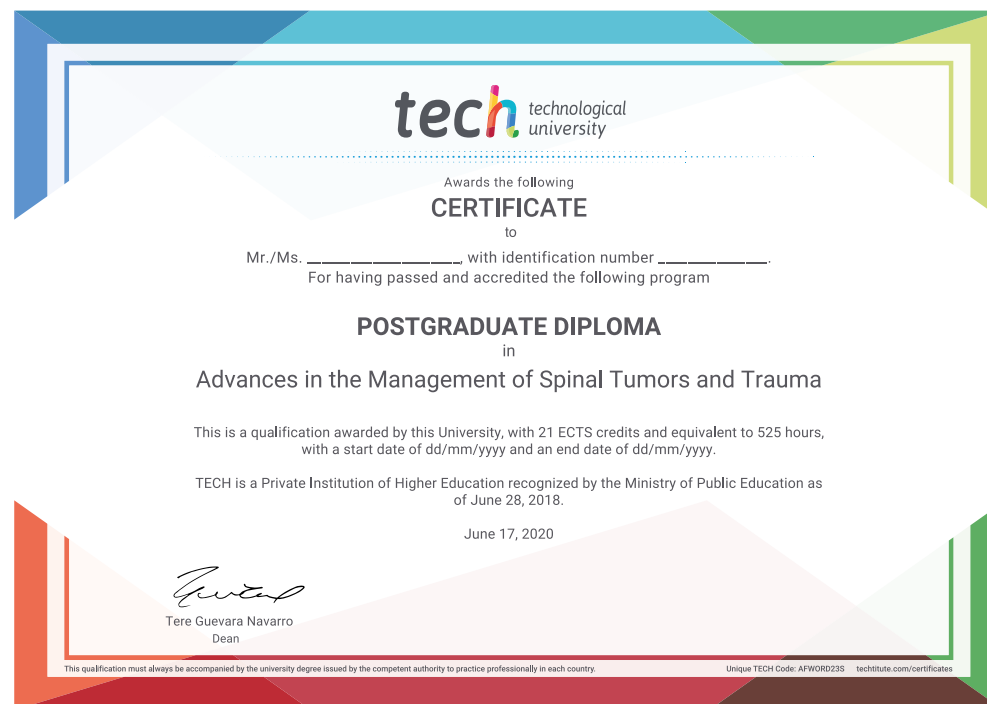 tech technological
university
Awards the following
CERTIFICATE
to
Mr./Ms. ____________________, with identification number ______________.
For having passed and accredited the following program
POSTGRADUATE DIPLOMA
in
Advances in the Management of Spinal Tumors and Trauma
This is a qualification awarded by this University, with 21 ECTS credits and equivalent to 525 hours,
with a start date of dd/mm/yyyy and an end date of dd/mm/yyyy.
TECH is a Private Institution of Higher Education recognized by the Ministry of Public Education as
of June 28, 2018.
June 17, 2020
Tere Guevara Navarro
Dean
This qualification must always be accompanied by the university degree issued by the competent authority to practice professionally in each country.
Unique TECH Code: AFWORD23S techtitute.com/certificates